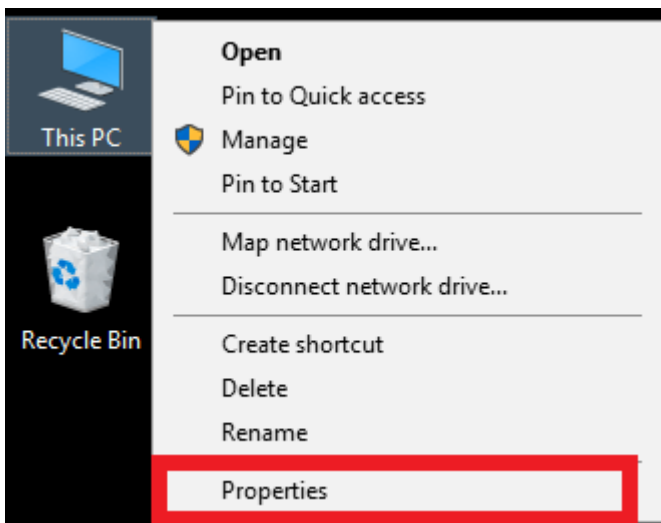 This PC
Recycle Bin
Open
Pin to Quick access
Manage
Pin to Start
Map network drive...
Disconnect network drive...
Create shortcut
Delete
Rename
Properties